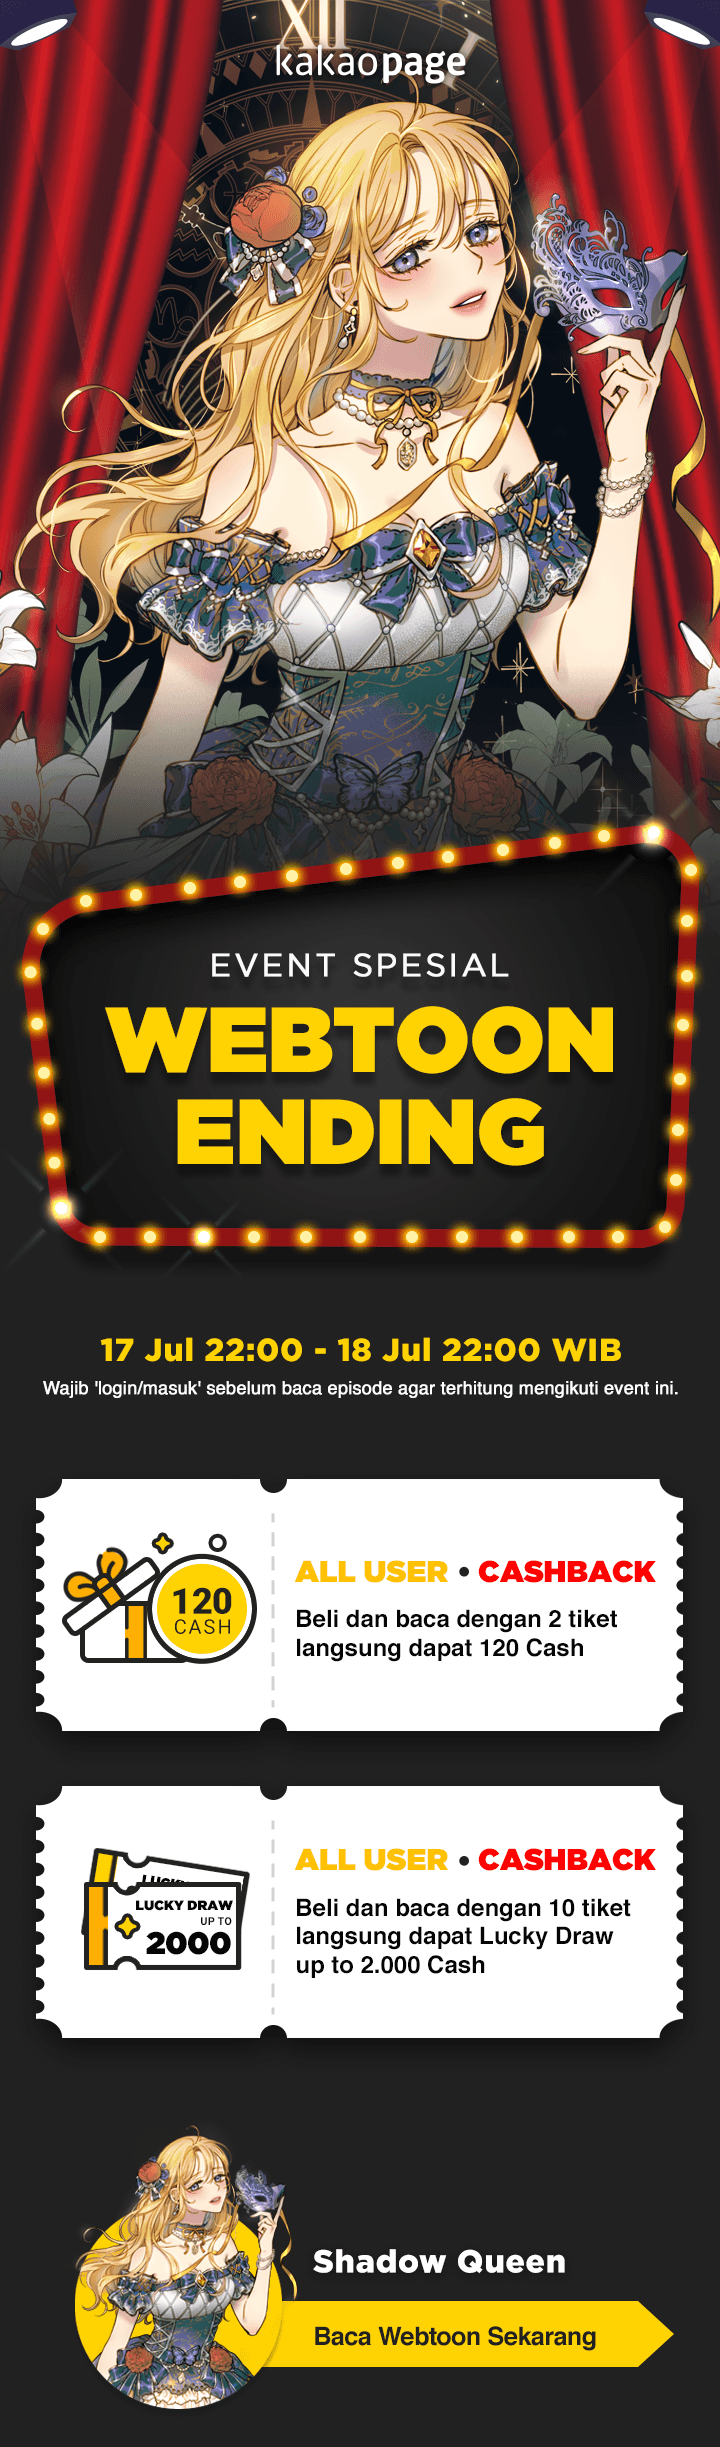 XII
kakaopage
EVENT SPESIAL
WEBTOON
ENDING
17 Jul 22:00 - 18 Jul 22:00 WIB
Wajib 'login/masuk' sebelum baca episode agar terhitung mengikuti event ini.
120
CASH
ALL USER • CASHBACK
Beli dan baca dengan 2 tiket
langsung dapat 120 Cash
LUCKY DRAW
UP TO
2000
ALL USER • CASHBACK
Beli dan baca dengan 10 tiket
langsung dapat Lucky Draw
up to 2.000 Cash
Shadow Queen
Baca Webtoon Sekarang